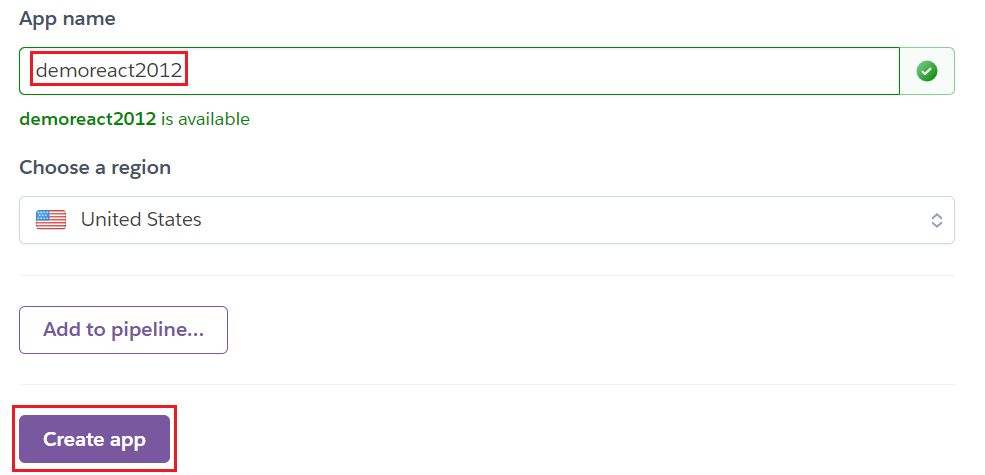 App name
demoreact2012
demoreact2012 is available
Choose a region
United States
Add to pipeline...
Create app